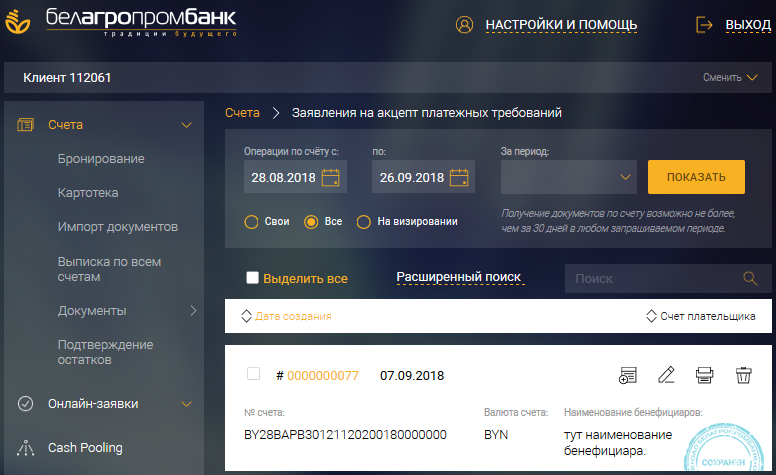 белагропромбанк
традиции будущего
НАСТРОЙКИ И ПОМОЩЬ
ВЫХОД
Клиент 112061
Сменить
Счета
Бронирование
Картотека
Импорт документов
Выписка по всем
счетам
Документы
Подтверждение
остатков
Онлайн-заявки
Cash Pooling
Счета
Заявления на акцепт платежных требований
Операции по счёту с:
по:
За период:
28.08.2018
26.09.2018
ПОКАЗАТЬ
Свои
Все
На визировании
Получение документов по счету возможно не более,
чем за 30 дней в любом запрашиваемом периоде.
Выделить все
Расширенный поиск
Поиск
Дата создания
Счет плательщика
# 0000000077
07.09.2018
№ счета:
Валюта счета:
Наименование бенефициаров:
BY28BAPB30121120200180000000
BYN
тут наименование
бенефициара.
ОАО БЕЛАГРОПРОМБАНК
СОХРАНЕН